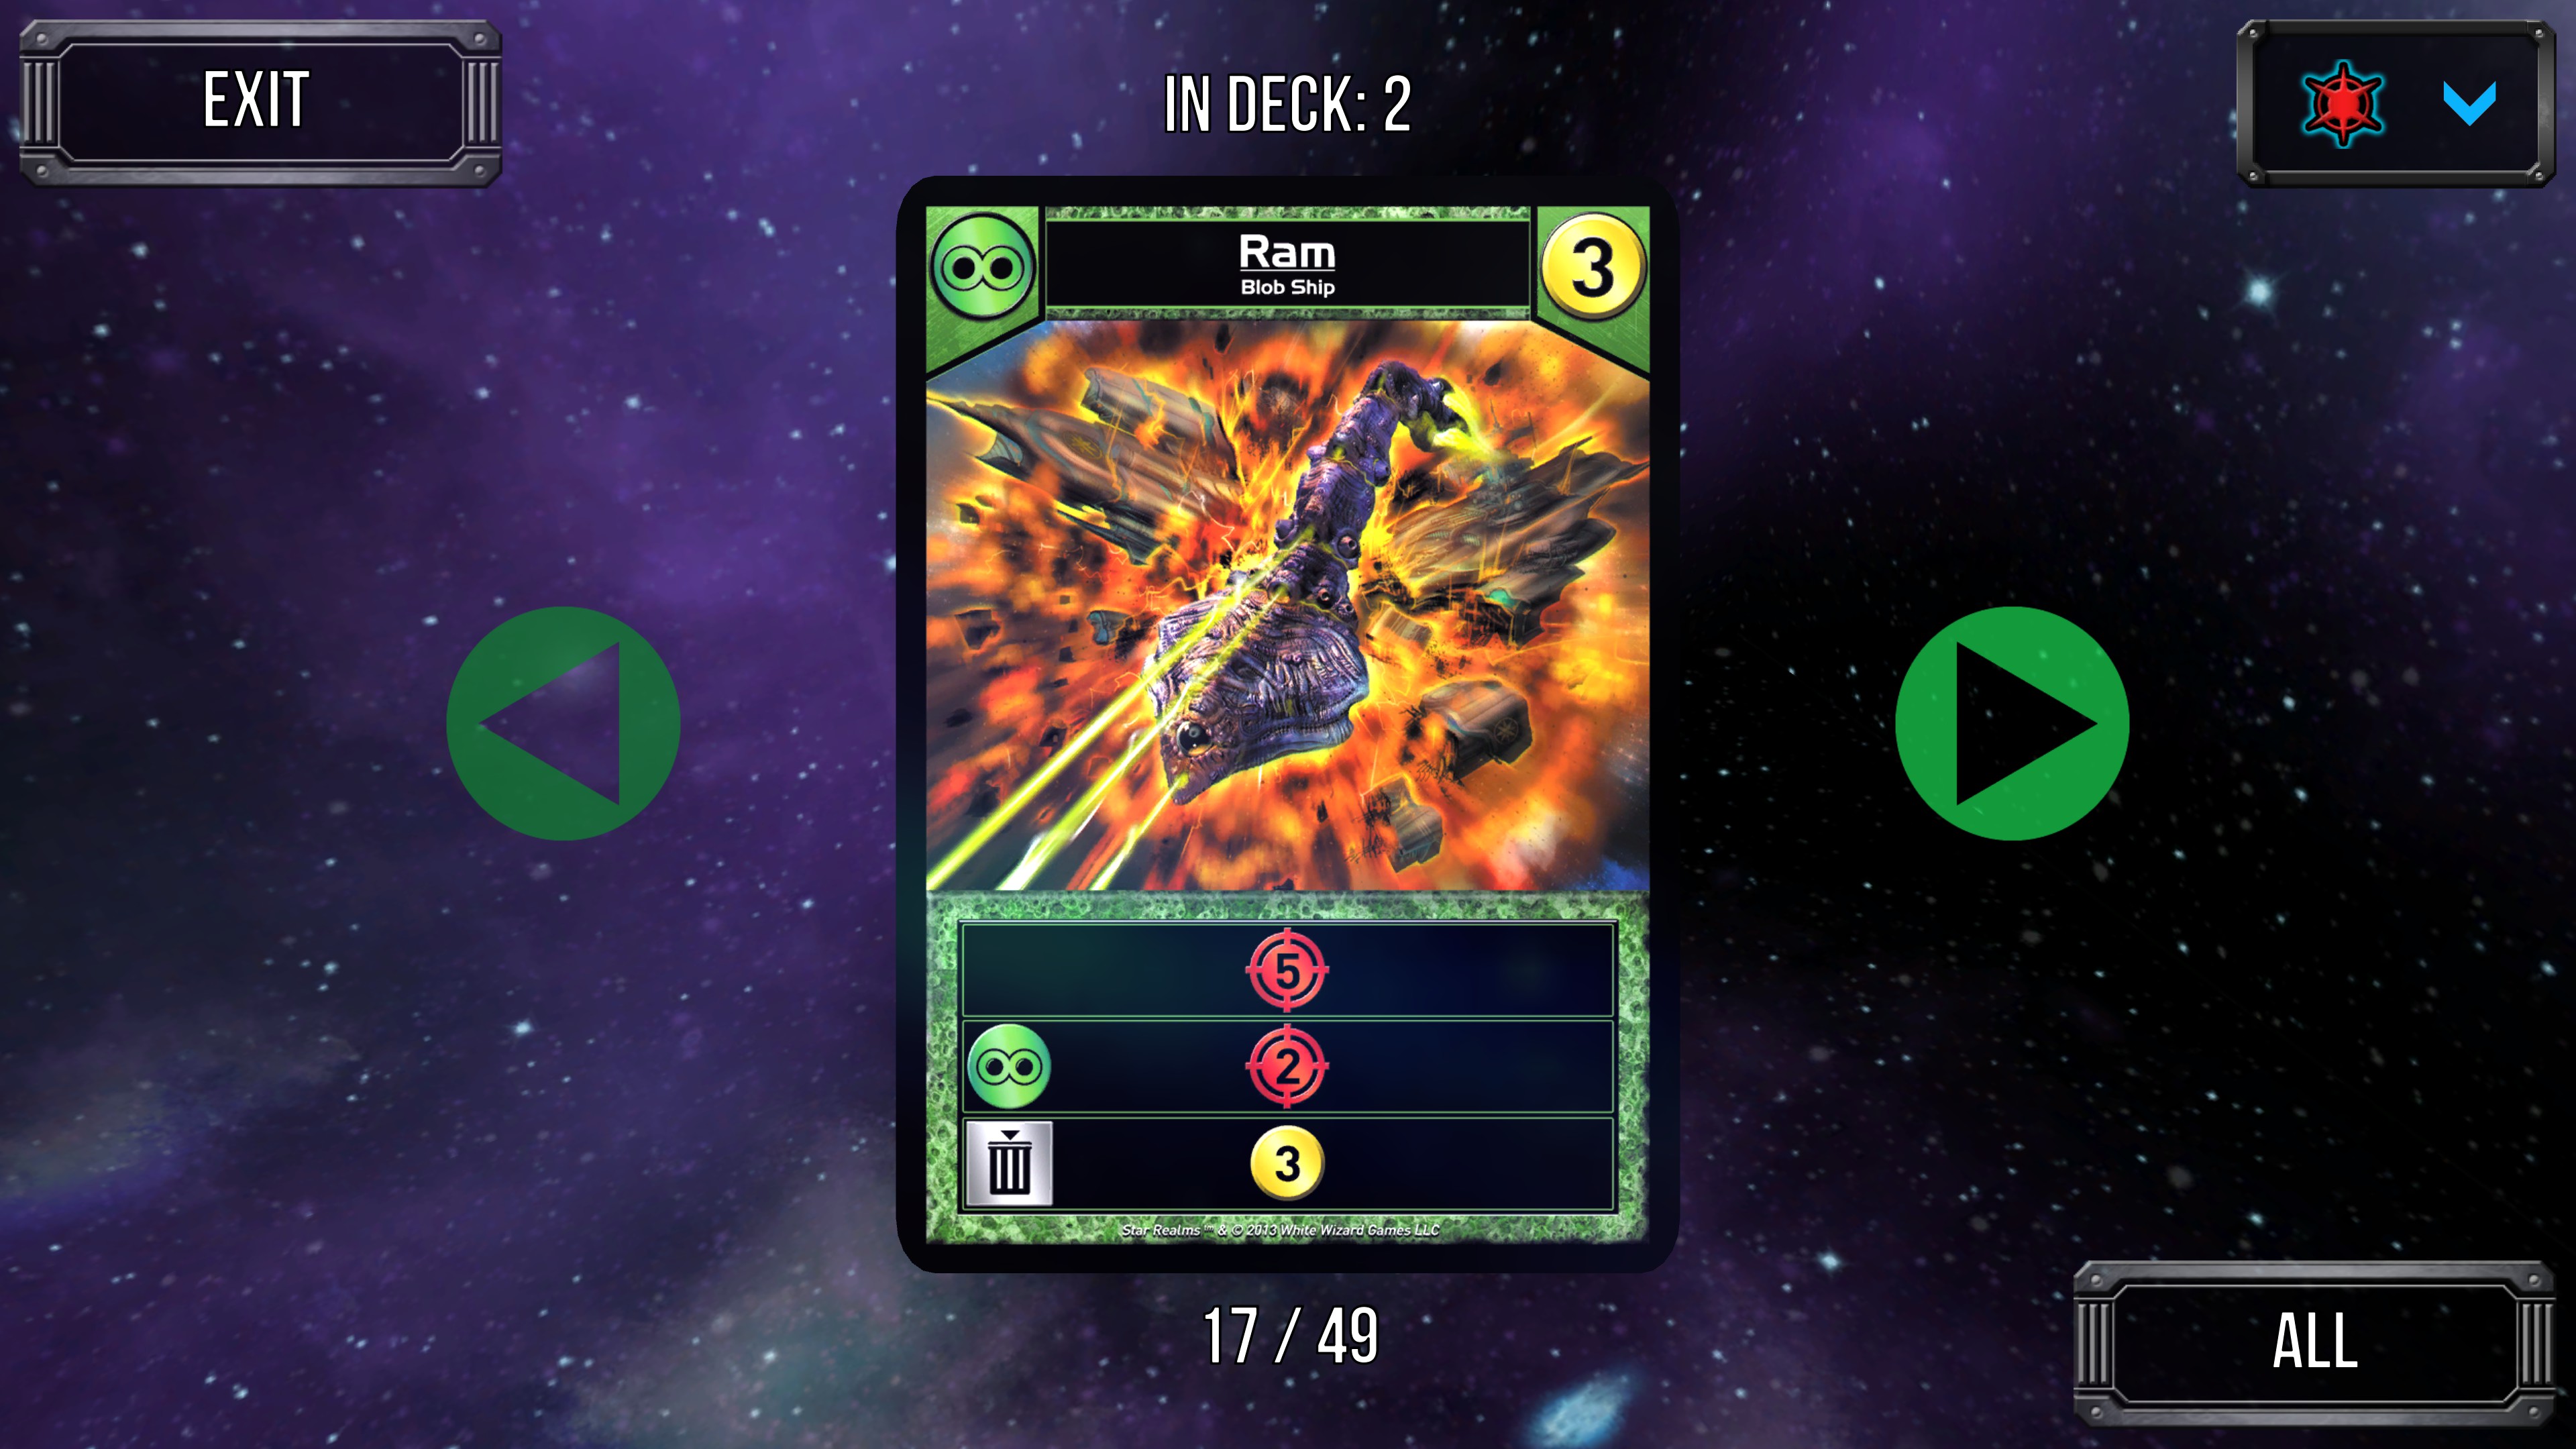 EXIT
IN DECK: 2
Ram
Blob Ship
3
5
2
3
Star Realms™ & © 2013 White Wizard Games LLC
17 / 49
ALL